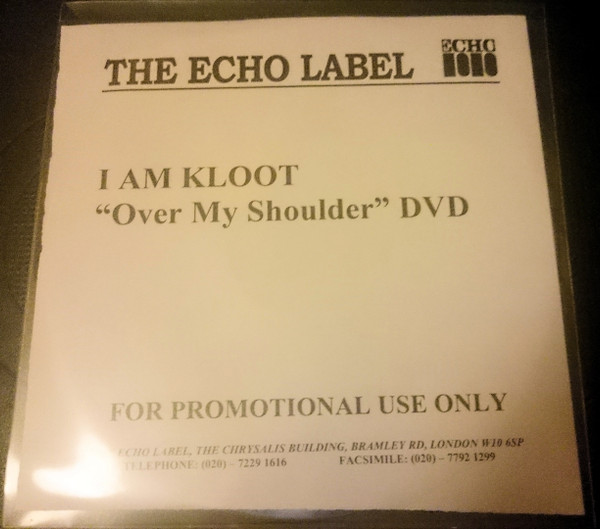 THE ECHO LABEL ECHO
I AM KLOOT
“Over My Shoulder” DVD
FOR PROMOTIONAL USE ONLY
ECHO LABEL, THE CHRYSALIS BUILDING, BRAMLEY RD, LONDON W10 6SP
TELEPHONE: (020) – 7229 1616 FACSIMILE: (020) – 7792 1299